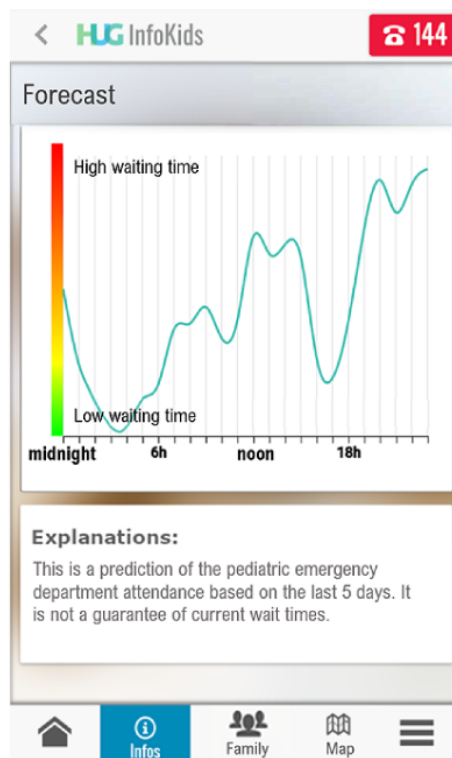 HUG InfoKids
144
Forecast
High waiting time
Low waiting time
midnight 6h noon 18h
Explanations:
This is a prediction of the pediatric emergency
department attendance based on the last 5 days. It
is not a guarantee of current wait times.
Infos Family Map